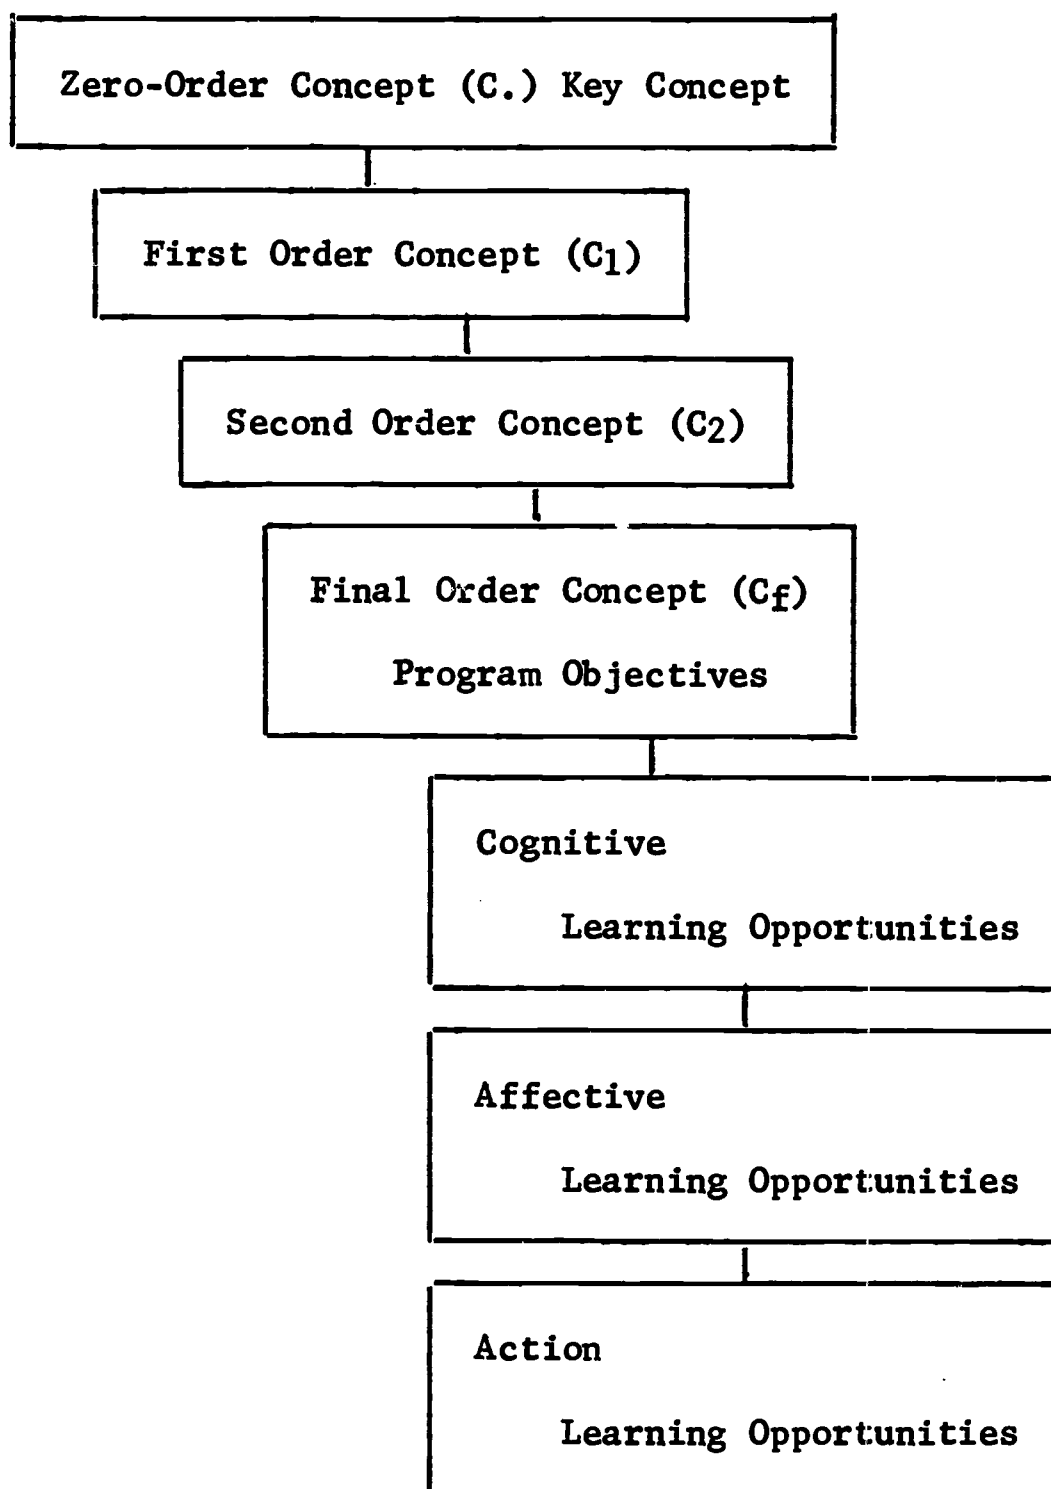 Zero-Order Concept (C.) Key Concept
First Order Concept (C1)
Second Order Concept (C2)
Final Order Concept (Cf)
Program Objectives
Cognitive
Learning Opportunities
Affective
Learning Opportunities
Action
Learning Opportunities